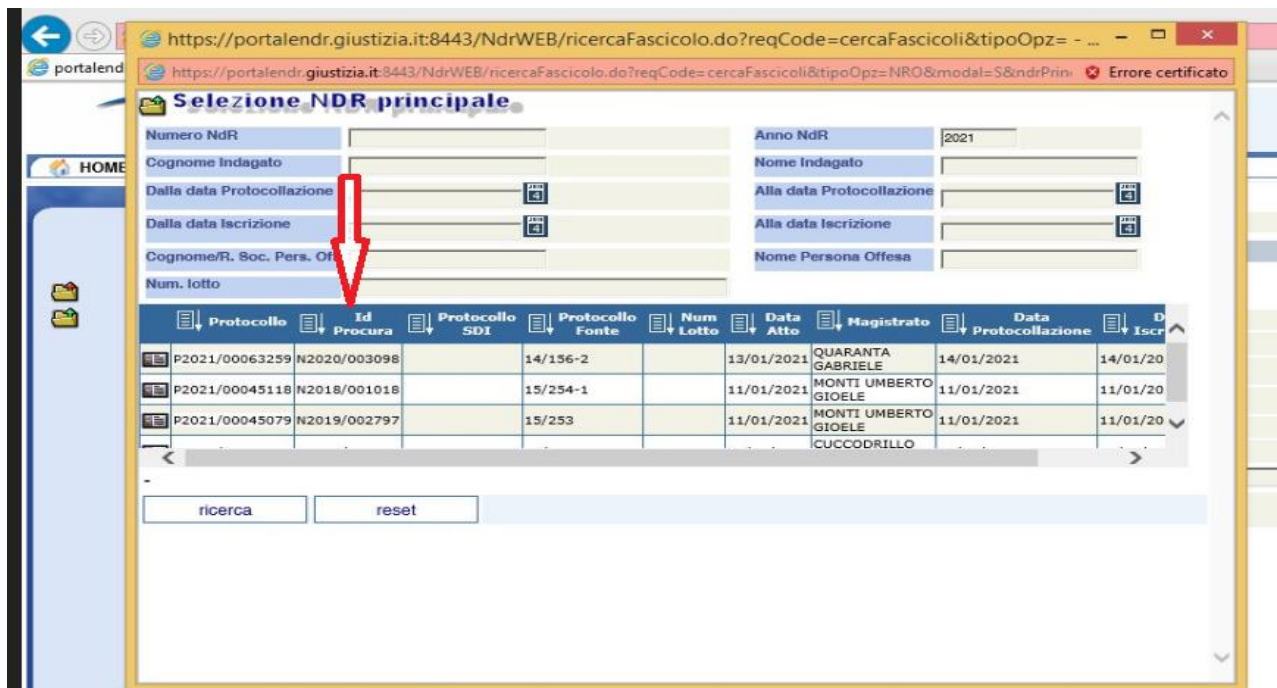 https://portalendr.giustizia.it:8443/NdrWEB/ricercaFascicolo.do?reqCode=cercaFascicoli&tipoOpz= - ...
portalend
https://portalendr.giustizia.it:8443/NdrWEB/ricercaFascicolo.do?reqCode=cercaFascicoli&tipoOpz=NRO&modal=S&ndrPrin Errore certificato
Selezione NDR principale
Numero NdR Anno NdR 2021
HOME
Cognome Indagato Nome Indagato
Dalla data Protocollazione Alla data Protocollazione
Dalla data Iscrizione Alla data Iscrizione
Cognome/R. Soc. Pers. Of Nome Persona Offesa
Num. lotto
Protocollo Id Procura Protocollo SDI Protocollo Fonte Num Lotto Data Atto Magistrato Data Protocollazione D Iscr
P2021/00063259 N2020/003098 14/156-2 13/01/2021 QUARANTA GABRIELE 14/01/2021 14/01/20
P2021/00045118 N2018/001018 15/254-1 11/01/2021 MONTI UMBERTO GIOELE 11/01/2021 11/01/20
P2021/00045079 N2019/002797 15/253 11/01/2021 MONTI UMBERTO GIOELE 11/01/2021 11/01/20
CUCCODRILLO
-
ricerca reset